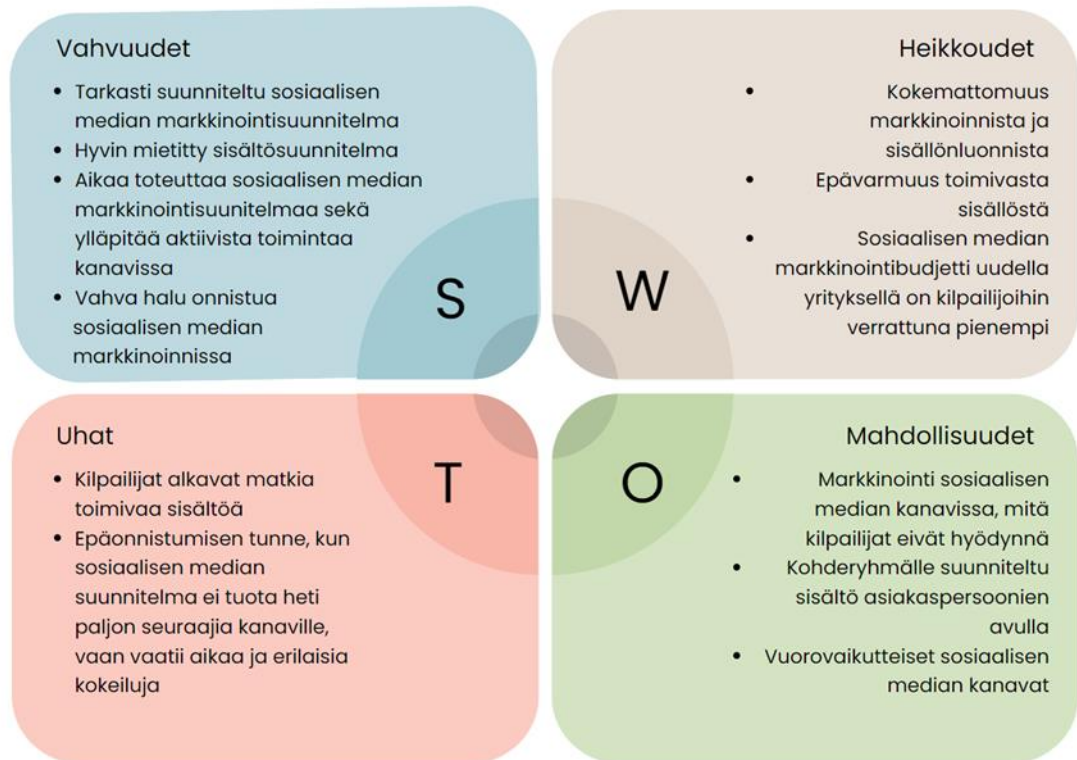 Vahvuudet
• Tarkasti suunniteltu sosiaalisen
median markkinointisuunnitelma
• Hyvin mietitty sisältösuunnitelma
• Aikaa toteuttaa sosiaalisen median
markkinointisuunitelmaa sekä
ylläpitää aktiivista toimintaa
kanavissa
• Vahva halu onnistua
sosiaalisen median
markkinoinnissa
S
Heikkoudet
• Kokemattomuus
markkinoinnista ja
sisällönluonnista
• Epävarmuus toimivasta
sisällöstä
• Sosiaalisen median
markkinointibudjetti uudella
yrityksellä on kilpailijoihin
verrattuna pienempi
W
Uhat
• Kilpailijat alkavat matkia
toimivaa sisältöä
• Epäonnistumisen tunne, kun
sosiaalisen median
suunnitelma ei tuota heti
paljon seuraajia kanaville,
vaan vaatii aikaa ja erilaisia
kokeiluja
T
Mahdollisuudet
• Markkinointi sosiaalisen
median kanavissa, mitä
kilpailijat eivät hyödynnä
• Kohderyhmälle suunniteltu
sisältö asiakaspersoonien
avulla
• Vuorovaikutteiset sosiaalisen
median kanavat
O